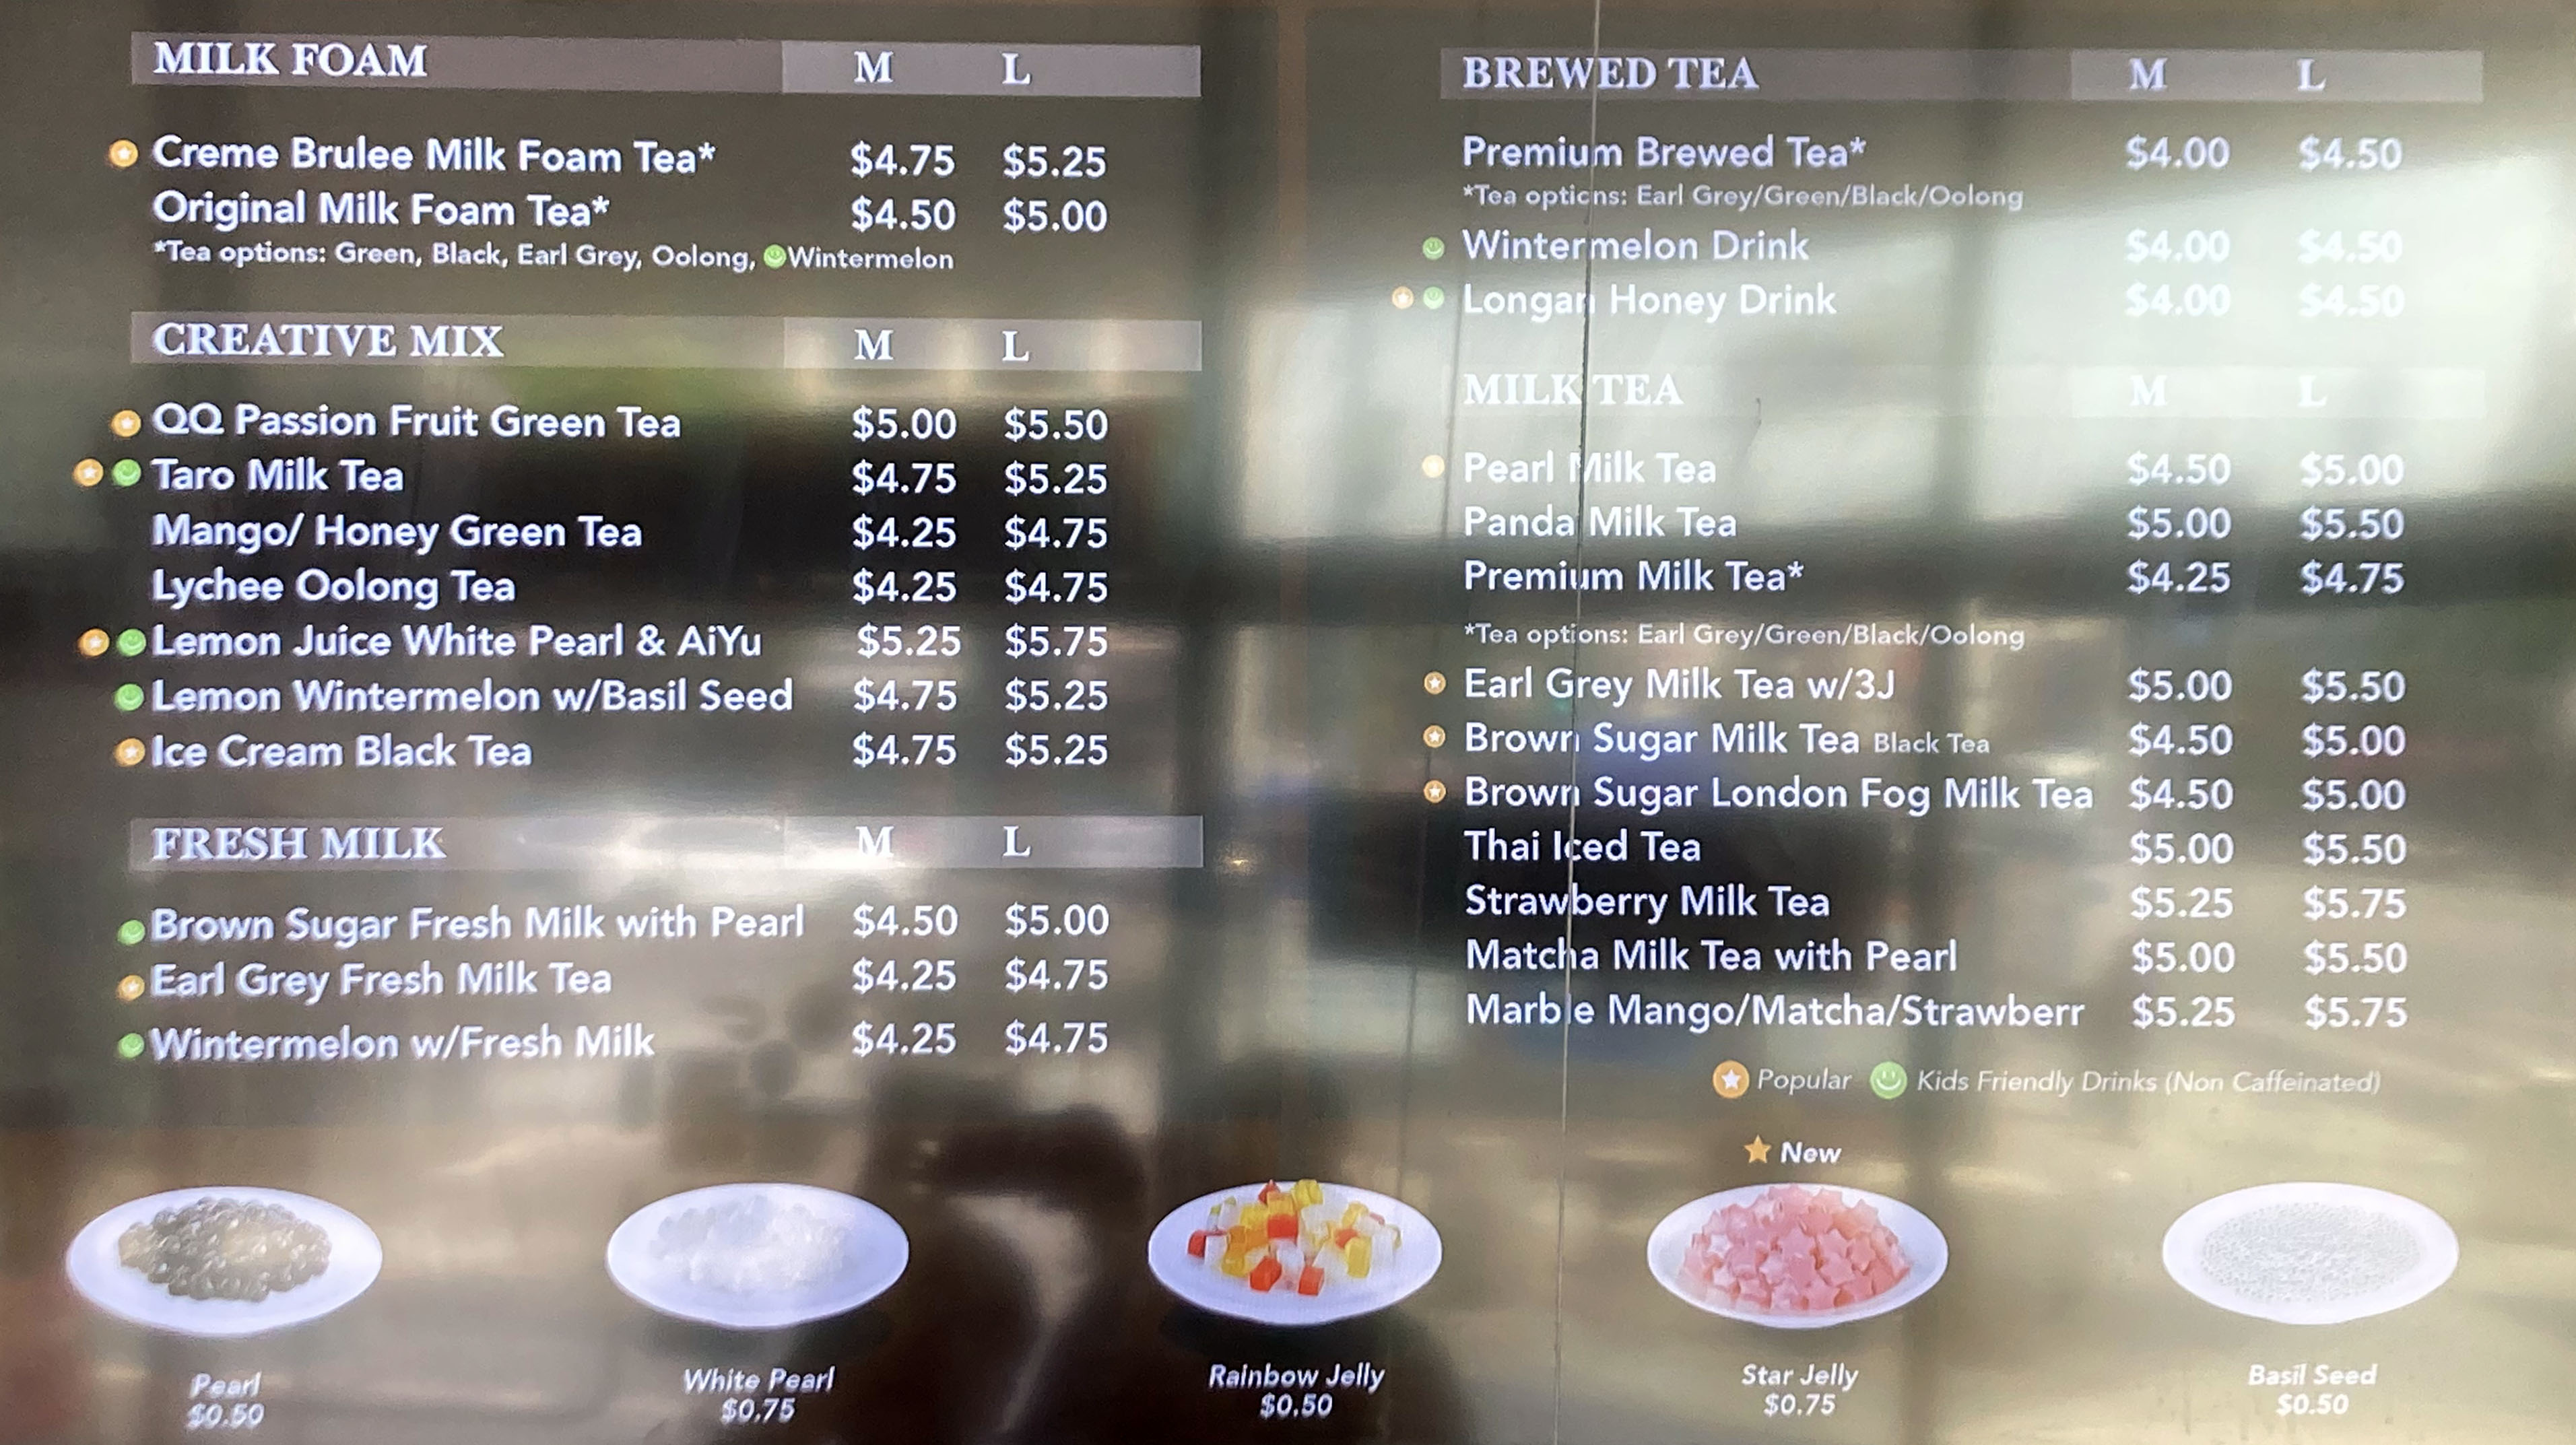 MILK FOAM M L
Creme Brulee Milk Foam Tea* $4.75 $5.25
Original Milk Foam Tea* $4.50 $5.00
*Tea options: Green, Black, Earl Grey, Oolong, Wintermelon
CREATIVE MIX M L
QQ Passion Fruit Green Tea $5.00 $5.50
Taro Milk Tea $4.75 $5.25
Mango/ Honey Green Tea $4.25 $4.75
Lychee Oolong Tea $4.25 $4.75
Lemon Juice White Pearl & AiYu $5.25 $5.75
Lemon Wintermelon w/Basil Seed $4.75 $5.25
Ice Cream Black Tea $4.75 $5.25
FRESH MILK M L
Brown Sugar Fresh Milk with Pearl $4.50 $5.00
Earl Grey Fresh Milk Tea $4.25 $4.75
Wintermelon w/Fresh Milk $4.25 $4.75
BREWED TEA M L
Premium Brewed Tea* $4.00 $4.50
*Tea options: Earl Grey/Green/Black/Oolong
Wintermelon Drink $4.00 $4.50
Longan Honey Drink $4.00 $4.50
MILK TEA M L
Pearl Milk Tea $4.50 $5.00
Panda Milk Tea $5.00 $5.50
Premium Milk Tea* $4.25 $4.75
*Tea options: Earl Grey/Green/Black/Oolong
Earl Grey Milk Tea w/3J $5.00 $5.50
Brown Sugar Milk Tea Black Tea $4.50 $5.00
Brown Sugar London Fog Milk Tea $4.50 $5.00
Thai Iced Tea $5.00 $5.50
Strawberry Milk Tea $5.25 $5.75
Matcha Milk Tea with Pearl $5.00 $5.50
Marble Mango/Matcha/Strawberr $5.25 $5.75
Popular Kids Friendly Drinks (Non Caffeinated)
New
Pearl
$0.50
White Pearl
$0.75
Rainbow Jelly
$0.50
Star Jelly
$0.75
Basil Seed
$0.50